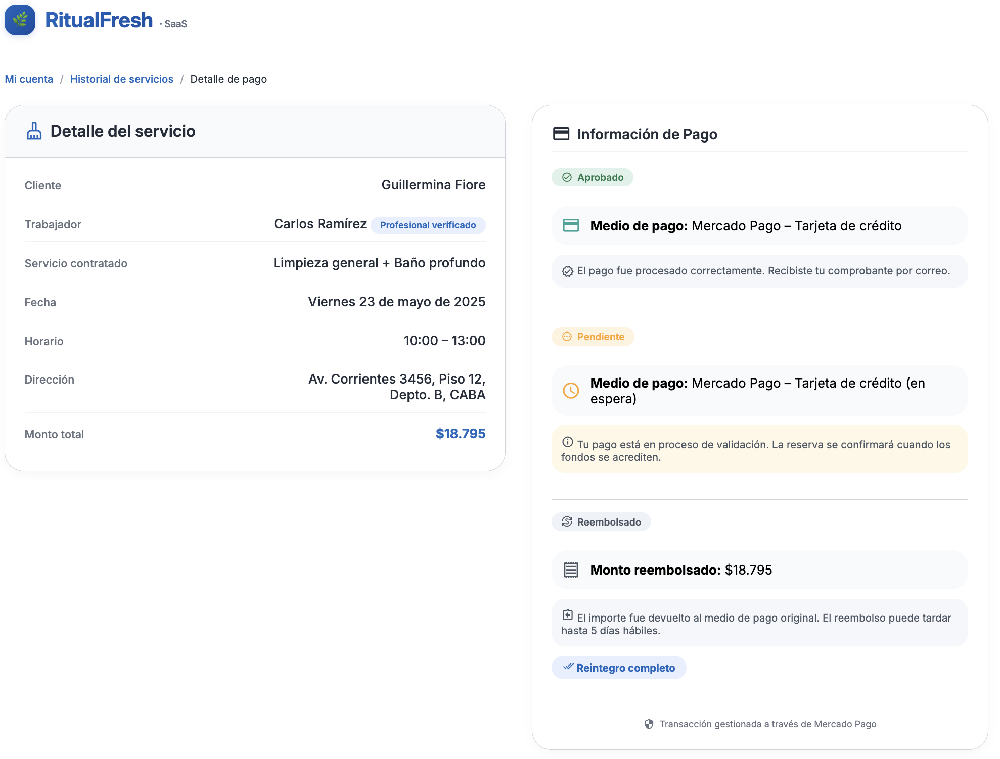 RitualFresh · SaaS
Mi cuenta / Historial de servicios / Detalle de pago
Detalle del servicio
Cliente Guillermina Fiore
Trabajador Carlos Ramírez Profesional verificado
Servicio contratado Limpieza general + Baño profundo
Fecha Viernes 23 de mayo de 2025
Horario 10:00 – 13:00
Dirección Av. Corrientes 3456, Piso 12,
Depto. B, CABA
Monto total $18.795
Información de Pago
Aprobado
Medio de pago: Mercado Pago – Tarjeta de crédito
El pago fue procesado correctamente. Recibiste tu comprobante por correo.
Pendiente
Medio de pago: Mercado Pago – Tarjeta de crédito (en
espera)
Tu pago está en proceso de validación. La reserva se confirmará cuando los
fondos se acrediten.
Reembolsado
Monto reembolsado: $18.795
El importe fue devuelto al medio de pago original. El reembolso puede tardar
hasta 5 días hábiles.
Reintegro completo
Transacción gestionada a través de Mercado Pago